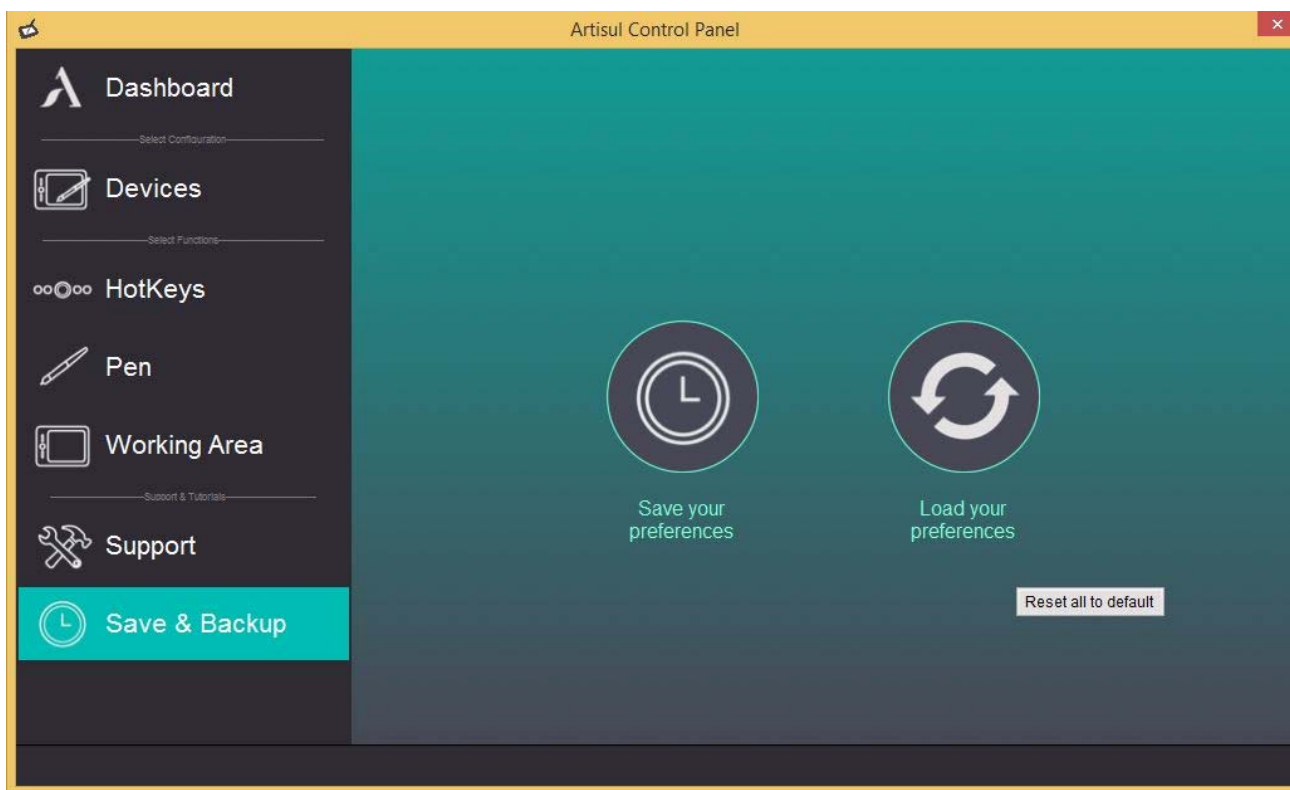 Artisul Control Panel
Dashboard
Select Configuration
Devices
Select Functions
HotKeys
Pen
Working Area
Support & Tutorials
Support
Save & Backup
Save your
preferences
Load your
preferences
Reset all to default